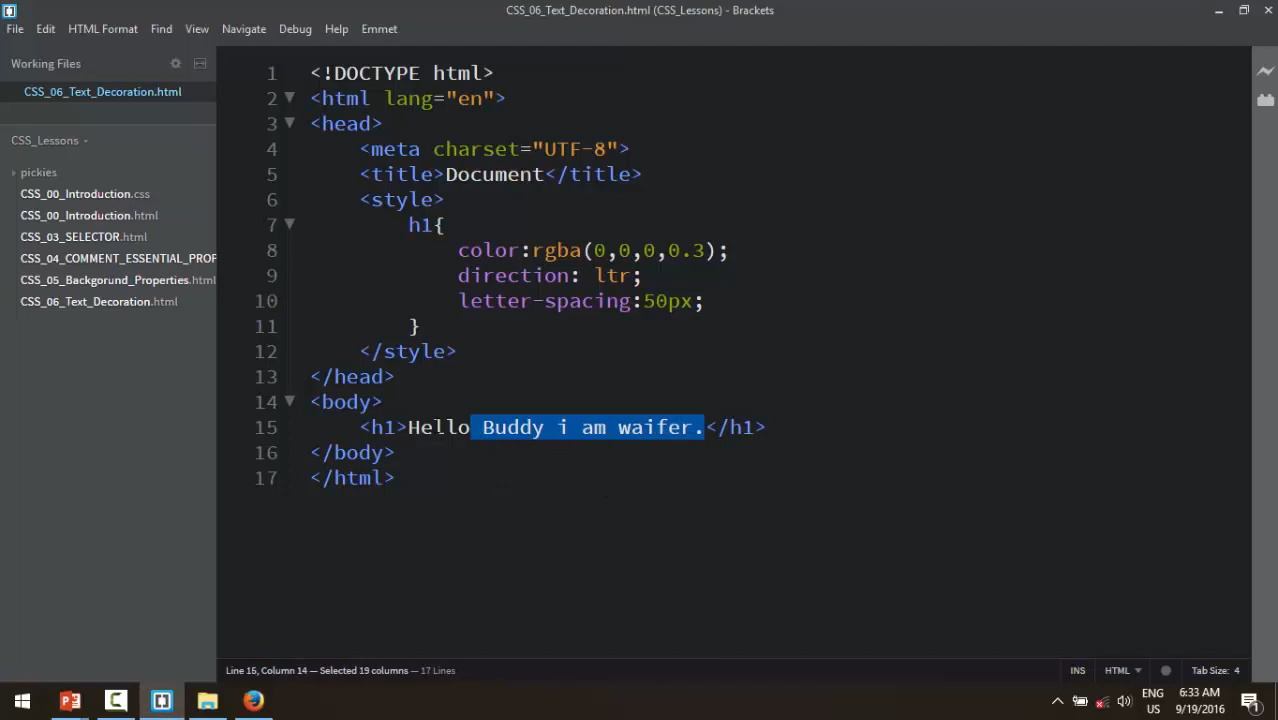 CSS_06_Text_Decoration.html (CSS_Lessons) - Brackets
File Edit HTML Format Find View Navigate Debug Help Emmet
Working Files
CSS_06_Text_Decoration.html
CSS_Lessons
pickies
CSS_00_Introduction.css
CSS_00_Introduction.html
CSS_03_SELECTOR.html
CSS_04_COMMENT_ESSENTIAL_PROF
CSS_05_Backgorund_Properties.html
CSS_06_Text_Decoration.html
1 <!DOCTYPE html>
2 <html lang="en">
3 <head>
4 <meta charset="UTF-8">
5 <title>Document</title>
6 <style>
7 h1{
8 color:rgba(0,0,0,0.3);
9 direction: ltr;
10 letter-spacing:50px;
11 }
12 </style>
13 </head>
14 <body>
15 <h1>Hello Buddy i am waifer.</h1>
16 </body>
17 </html>
Line 15, Column 14 — Selected 19 columns — 17 Lines
INS HTML Tab Size: 4
ENG 6:33 AM
US 9/19/2016
1